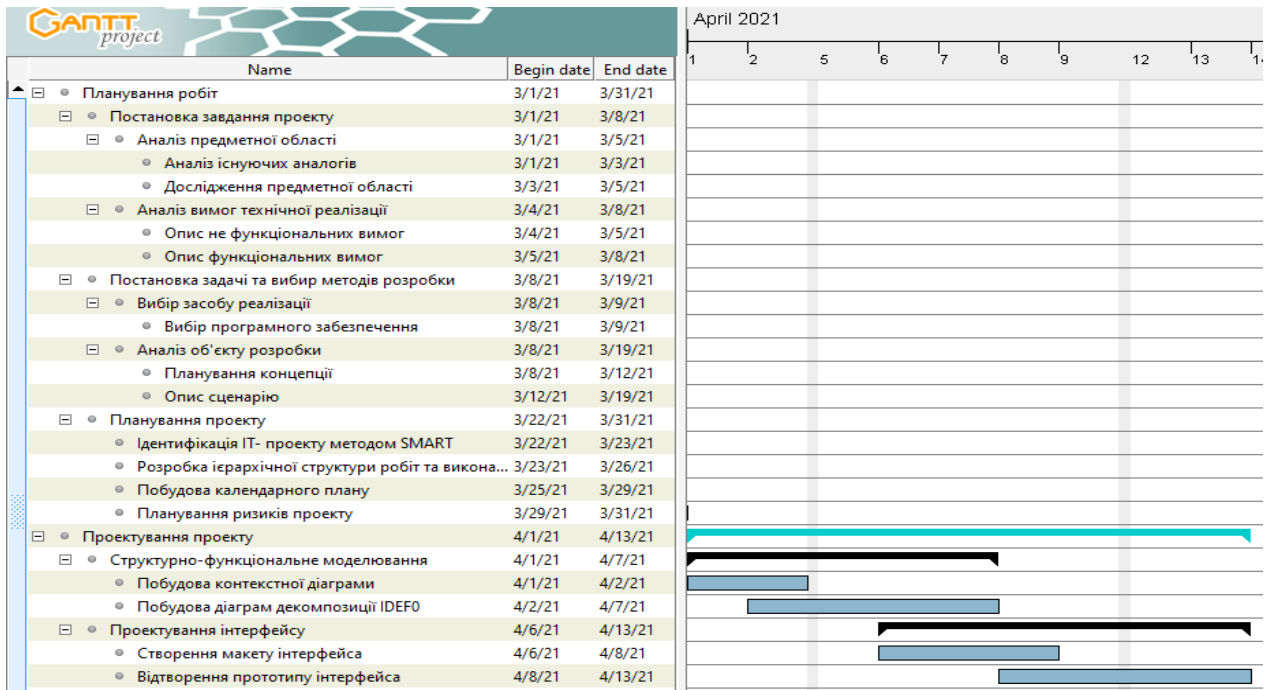 GANTT project
April 2021
1 2 5 6 7 8 9 12 13 14
Name Begin date End date
Планування робіт 3/1/21 3/31/21
Постановка завдання проекту 3/1/21 3/8/21
Аналіз предметної області 3/1/21 3/5/21
Аналіз існуючих аналогів 3/1/21 3/3/21
Дослідження предметної області 3/3/21 3/5/21
Аналіз вимог технічної реалізації 3/4/21 3/8/21
Опис не функціональних вимог 3/4/21 3/5/21
Опис функціональних вимог 3/5/21 3/8/21
Постановка задачі та вибир методів розробки 3/8/21 3/19/21
Вибір засобу реалізації 3/8/21 3/9/21
Вибір програмного забезпечення 3/8/21 3/9/21
Аналіз об'єкту розробки 3/8/21 3/19/21
Планування концепції 3/8/21 3/12/21
Опис сценарію 3/12/21 3/19/21
Планування проекту 3/22/21 3/31/21
Ідентифікація ІТ- проекту методом SMART 3/22/21 3/23/21
Розробка ієрархічної структури робіт та викона... 3/23/21 3/26/21
Побудова календарного плану 3/25/21 3/29/21
Планування ризиків проекту 3/29/21 3/31/21
Проектування проекту 4/1/21 4/13/21
Структурно-функціональне моделювання 4/1/21 4/7/21
Побудова контекстної діаграми 4/1/21 4/2/21
Побудова діаграм декомпозиції IDEF0 4/2/21 4/7/21
Проектування інтерфейсу 4/6/21 4/13/21
Створення макету інтерфейса 4/6/21 4/8/21
Відтворення прототипу інтерфейса 4/8/21 4/13/21